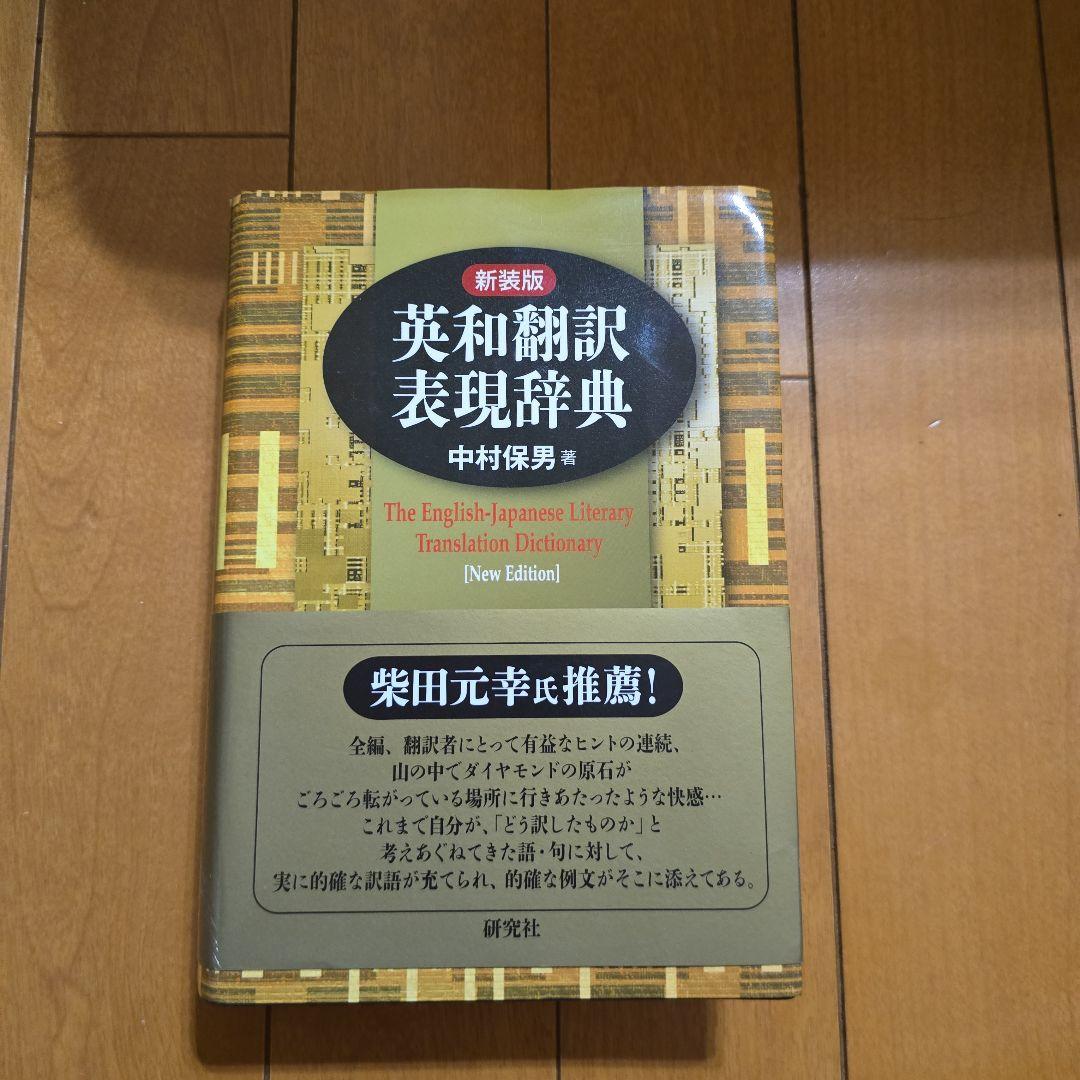 新装版
英和翻訳
表現辞典
中村保男 著
The English-Japanese Literary
Translation Dictionary
[New Edition]
柴田元幸氏推薦！
全編、翻訳者にとって有益なヒントの連続、
山の中でダイヤモンドの原石が
ごろごろ転がっている場所に行きあたったような快感…
これまで自分が、「どう訳したものか」と
考えあぐねてきた語・句に対して、
実に的確な訳語が充てられ、的確な例文がそこに添えてある。
研究社